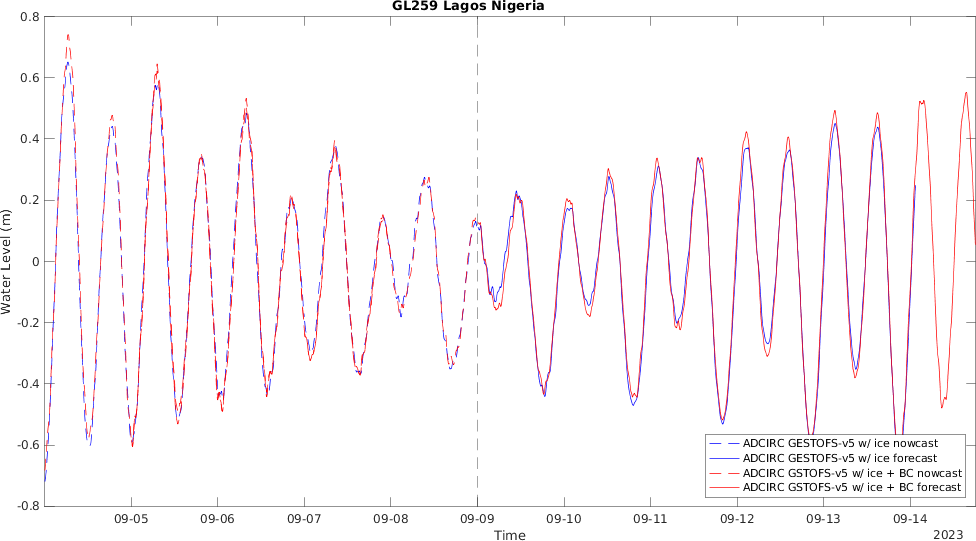 GL259 Lagos Nigeria
0.8
0.6
0.4
0.2
0
-0.2
-0.4
-0.6
-0.8
Water Level (m)
ADCIRC GESTOFS-v5 w/ ice nowcast
ADCIRC GESTOFS-v5 w/ ice forecast
ADCIRC GSTOFS-v5 w/ ice + BC nowcast
ADCIRC GSTOFS-v5 w/ ice + BC forecast
09-05 09-06 09-07 09-08 09-09 09-10 09-11 09-12 09-13 09-14
Time
2023